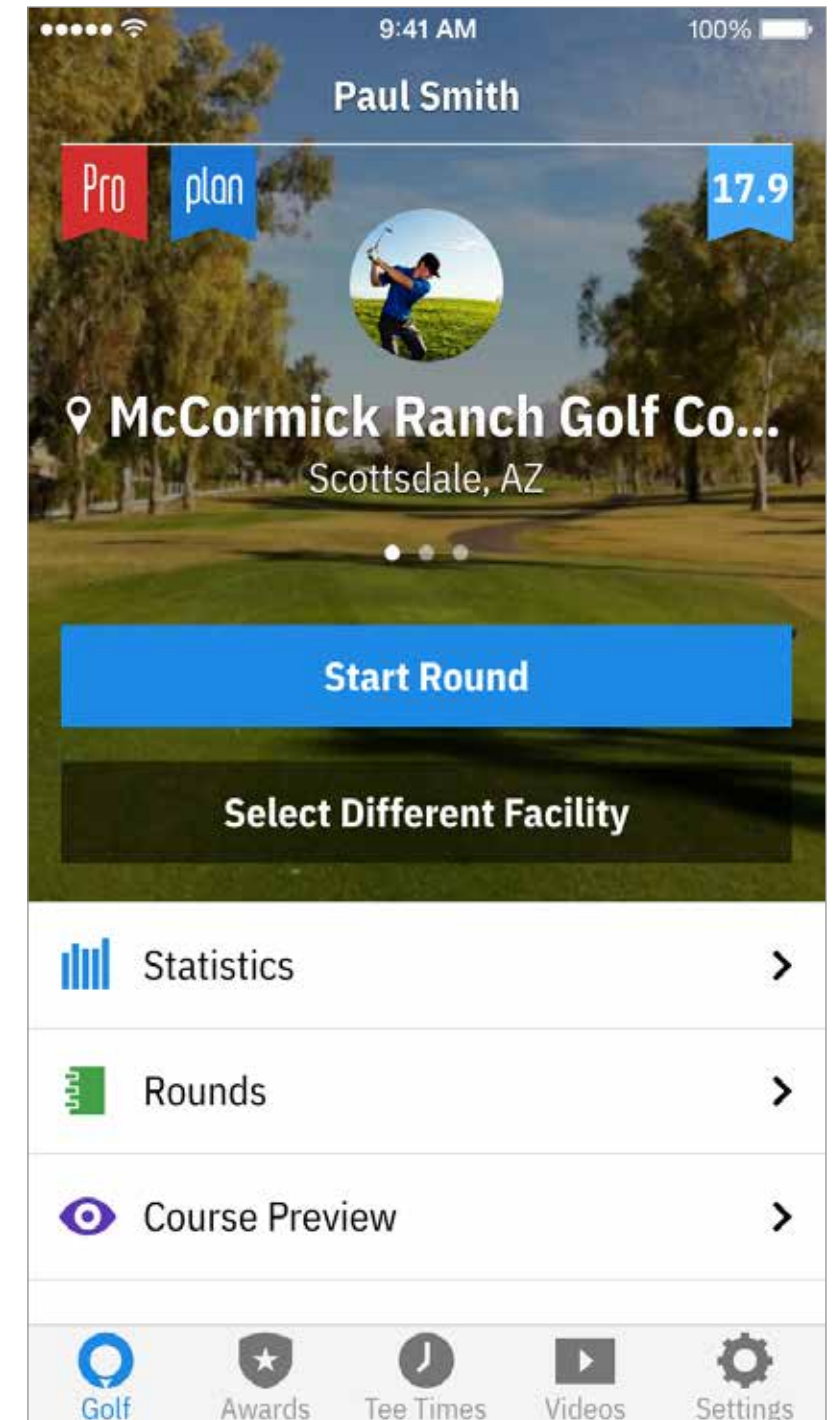 9:41 AM 100%
Paul Smith
Pro plan 17.9
McCormick Ranch Golf Co...
Scottsdale, AZ
Start Round
Select Different Facility
Statistics
Rounds
Course Preview
Golf Awards Tee Times Videos Settings